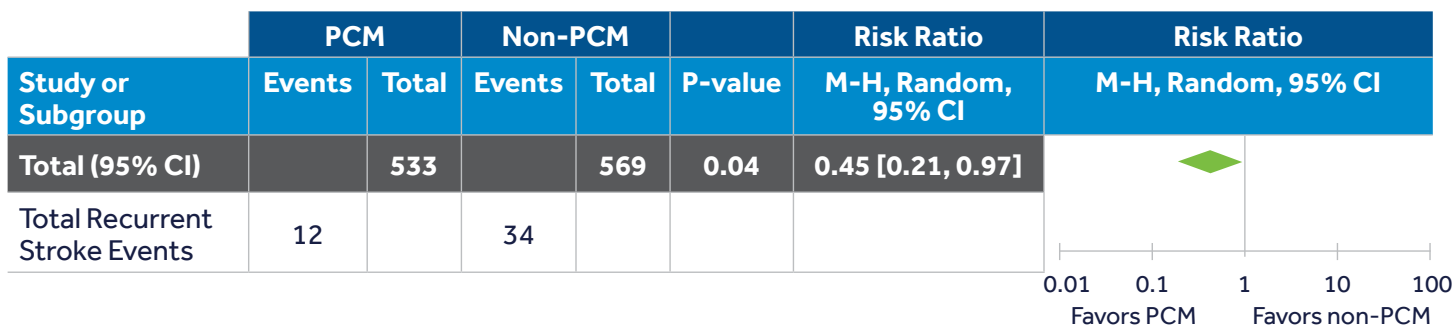 PCM Non-PCM Risk Ratio Risk Ratio
Study or Subgroup Events Total Events Total P-value M-H, Random, 95% CI M-H, Random, 95% CI
Total (95% CI) 533 569 0.04 0.45 [0.21, 0.97]
Total Recurrent Stroke Events 12 34
0.01 0.1 1 10 100
Favors PCM Favors non-PCM